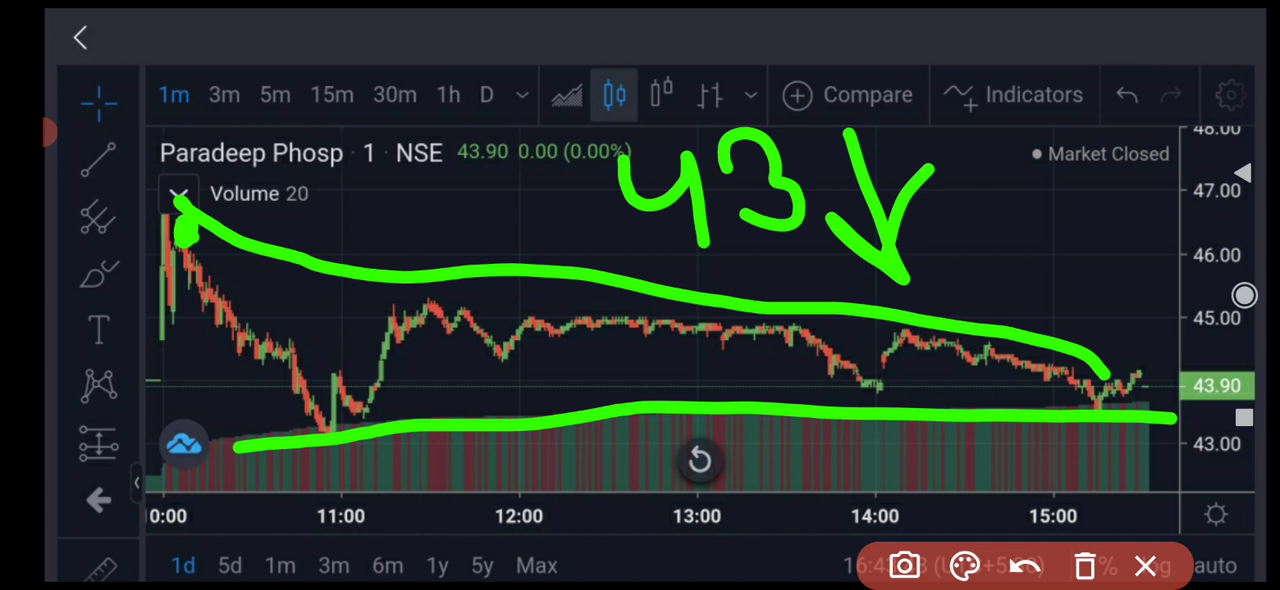 1m 3m 5m 15m 30m 1h D Compare Indicators
Paradeep Phosp · 1 · NSE 43.90 0.00 (0.00%)
Market Closed
Volume 20
43
48.00
47.00
46.00
45.00
43.90
43.00
10:00 11:00 12:00 13:00 14:00 15:00
1d 5d 1m 3m 6m 1y 5y Max
% log auto